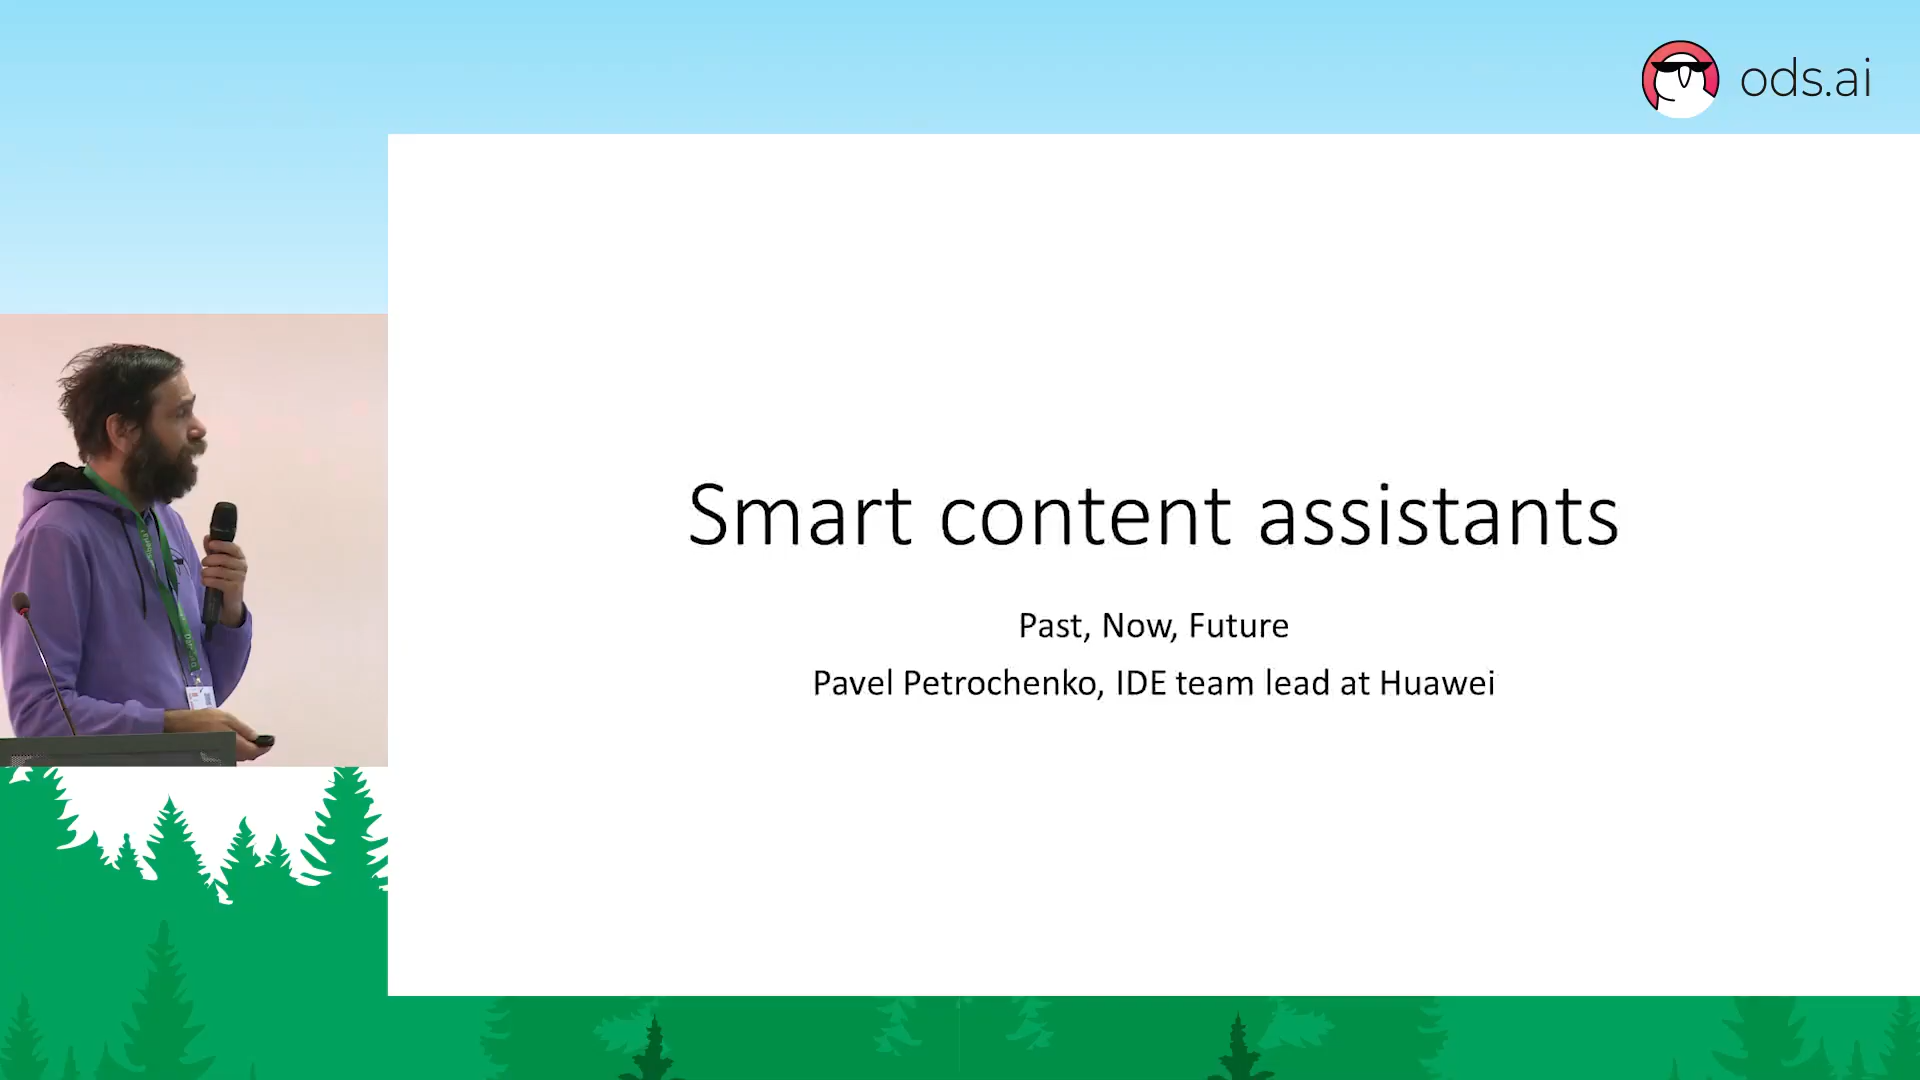 ods.ai
Smart content assistants
Past, Now, Future
Pavel Petrochenko, IDE team lead at Huawei